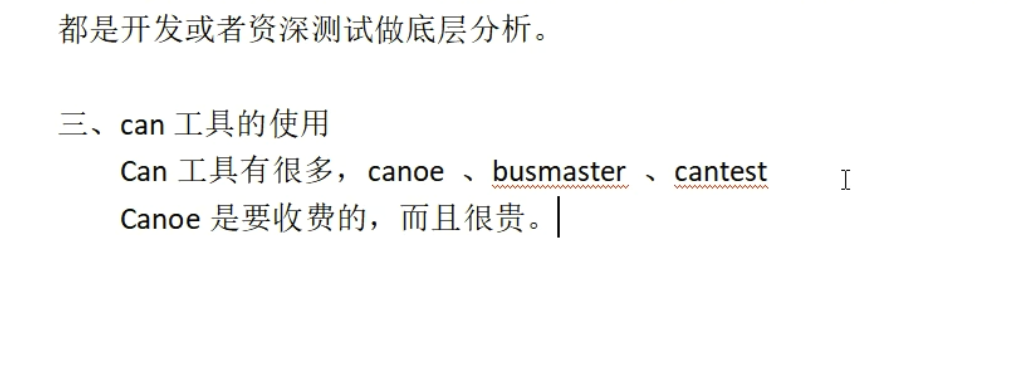 都是开发或者资深测试做底层分析。
三、can 工具的使用
Can 工具有很多，canoe 、busmaster 、cantest
Canoe 是要收费的，而且很贵。